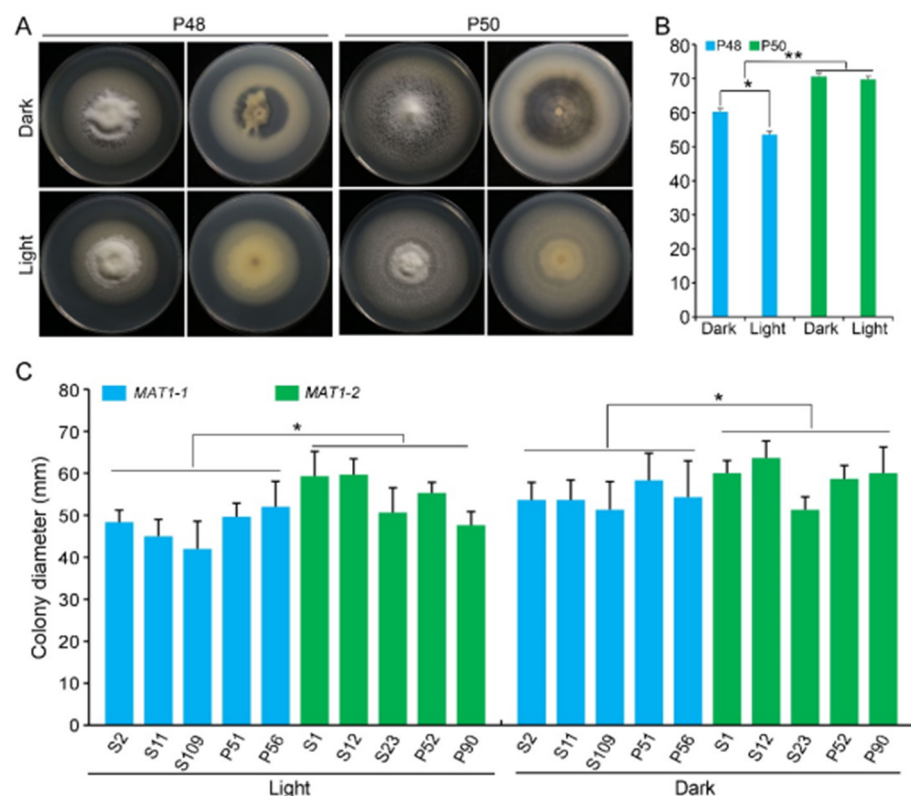 A
P48
P50
Dark
Light
B
P48 P50
80
70
60
50
40
30
20
10
0
*
**
Dark Light Dark Light
C
MAT1-1 MAT1-2
Colony diameter (mm)
80
70
60
50
40
30
20
10
0
*
*
S2 S11 S109 P51 P56 S1 S12 S23 P52 P90 S2 S11 S109 P51 P56 S1 S12 S23 P52 P90
Light Dark